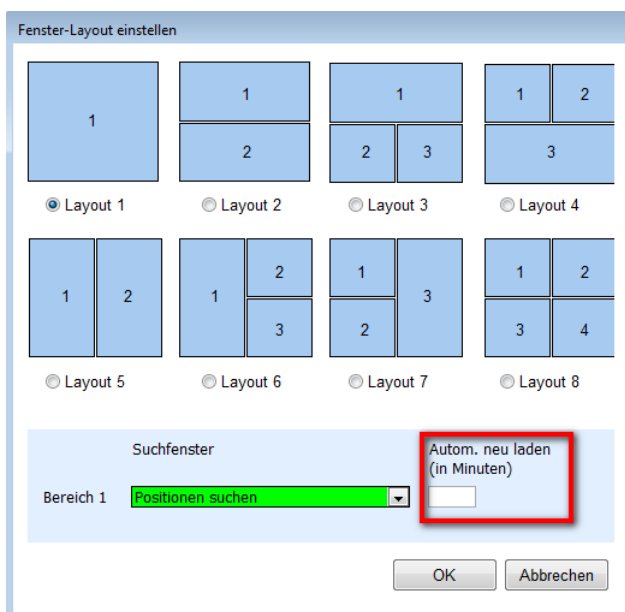 Fenster-Layout einstellen
1
1
2
1
2 3
1 2
3
Layout 1 Layout 2 Layout 3 Layout 4
1 2
1
2
3
1
2
3
1 2
3 4
Layout 5 Layout 6 Layout 7 Layout 8
Suchfenster
Autom. neu laden
(in Minuten)
Bereich 1 Positionen suchen
OK Abbrechen